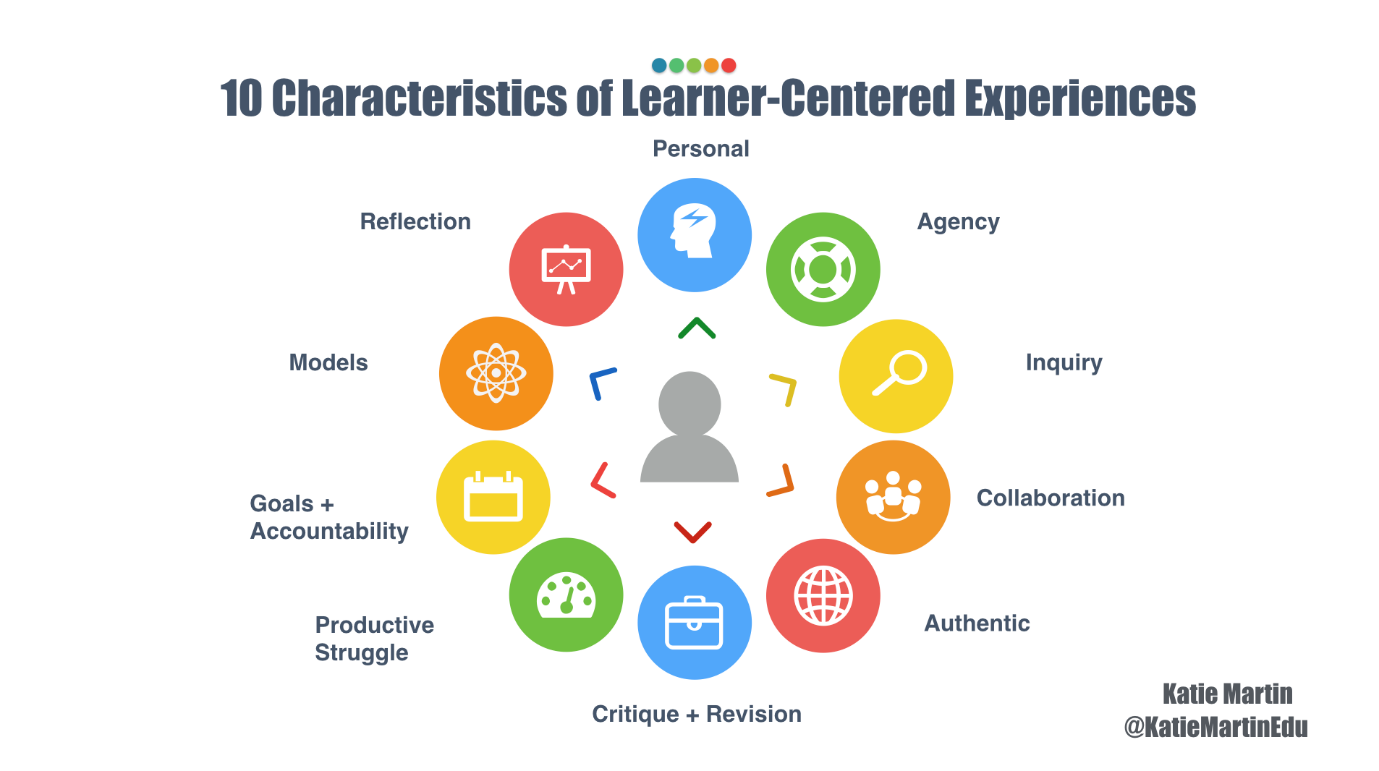 10 Characteristics of Learner-Centered Experiences
Personal
Reflection
Agency
Models
Inquiry
Goals +
Accountability
Collaboration
Productive
Struggle
Authentic
Critique + Revision
Katie Martin
@KatieMartinEdu